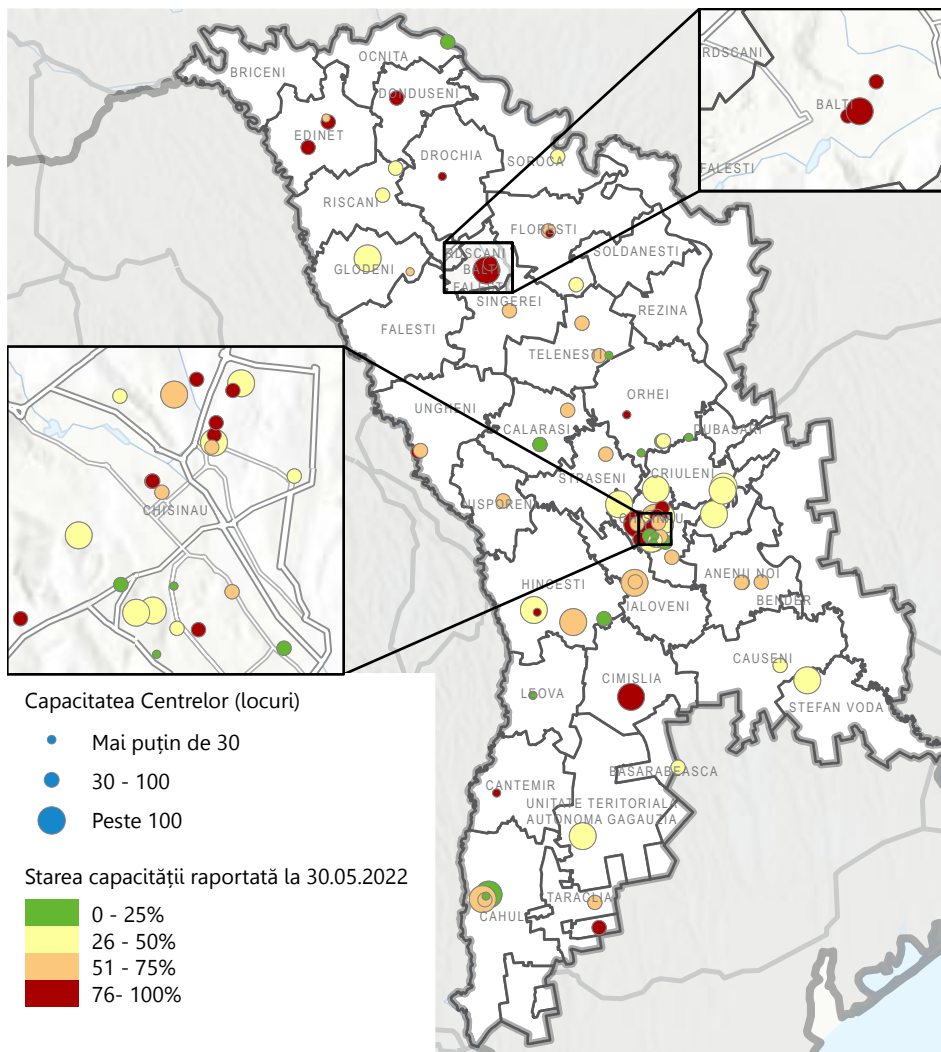 OCNITA
BRICENI
DONDUSENI
EDINET
DROCHIA
SOROCA
RISCANI
FLORESTI
SOLDANESTI
RDSCANI
BALTI
FALESTI
GLODENI
SINGEREI
REZINA
FALESTI
TELENESTI
ORHEI
UNGHENI
CALARASI
DUBASARI
STRASENI
CRIULENI
NISPORENI
ANENII NOI
BENDER
HINCESTI
IALOVENI
CAUSENI
CIMISLIA
LEOVA
STEFAN VODA
BASARABEASCA
CANTEMIR
UNITATE TERITORIALA
AUTONOMA GAGAUZIA
TARACLIA
CAHUL
RDSCANI
BALTI
FALESTI
CHISINAU
Capacitatea Centrelor (locuri)
Mai puțin de 30
30 - 100
Peste 100
Starea capacității raportată la 30.05.2022
0 - 25%
26 - 50%
51 - 75%
76- 100%